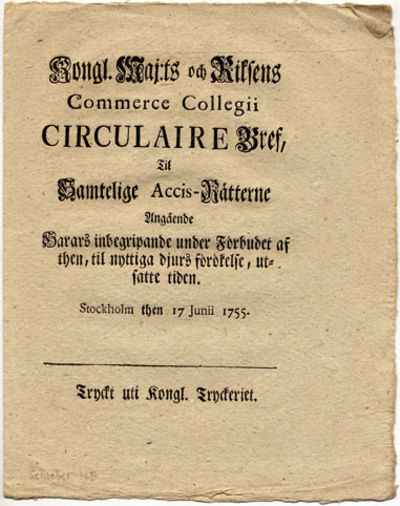 Kongl. Maj:ts och Riksens
Commerce Collegii
CIRCULAIRE Bref,
Til
Samtelige Accis-Rätterne
Angående
Harars inbegripande under Förbudet af
then, til nyttiga djurs förökelse, ut-
satte tiden.
Stockholm then 17 Junii 1755.
Tryckt uti Kongl. Tryckeriet.